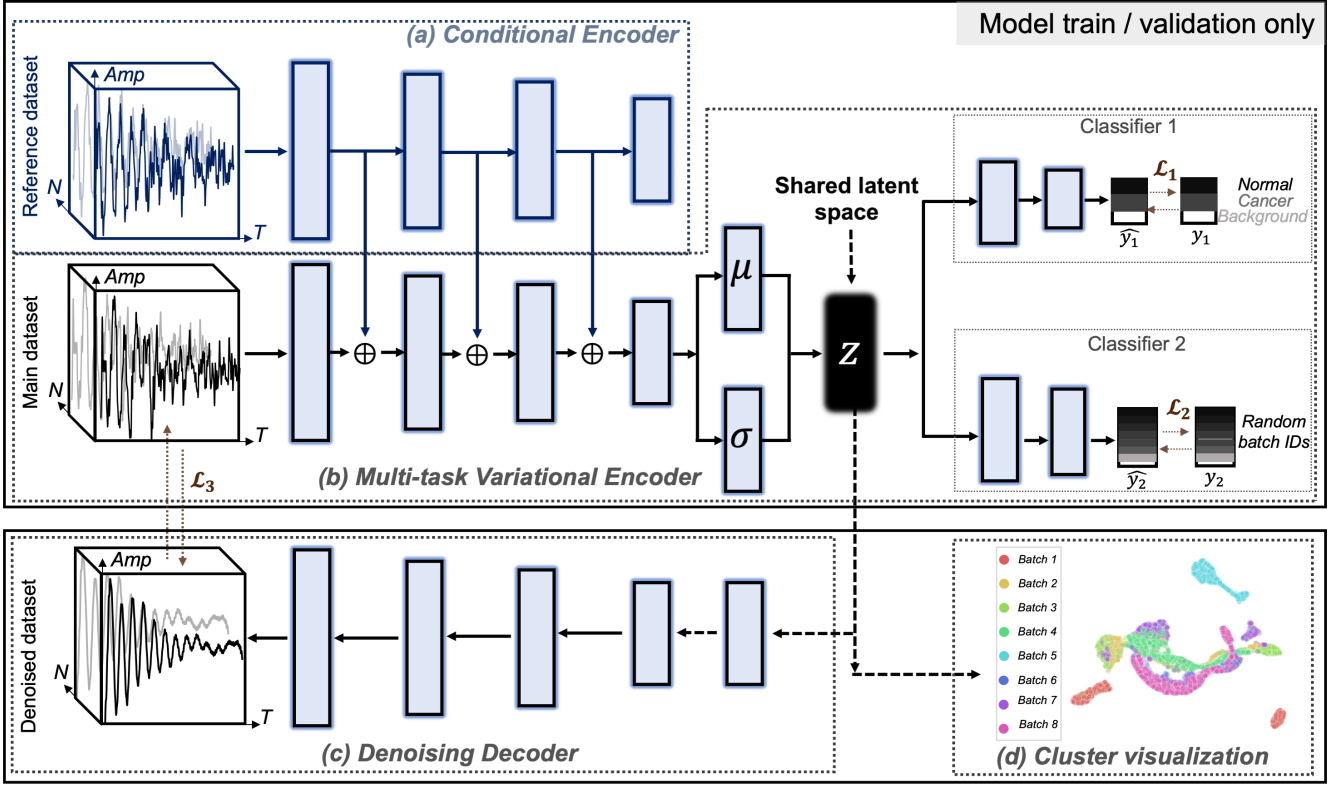 Model train / validation only
(a) Conditional Encoder
Reference dataset
Amp
N
T
Main dataset
Amp
N
T
(b) Multi-task Variational Encoder
μ
σ
Shared latent
space
Z
Classifier 1
ℒ₁
Normal
Cancer
Background
ŷ₁
y₁
Classifier 2
ℒ₂
Random
batch IDs
ŷ₂
y₂
ℒ₃
Denoised dataset
Amp
N
T
(c) Denoising Decoder
Batch 1
Batch 2
Batch 3
Batch 4
Batch 5
Batch 6
Batch 7
Batch 8
(d) Cluster visualization